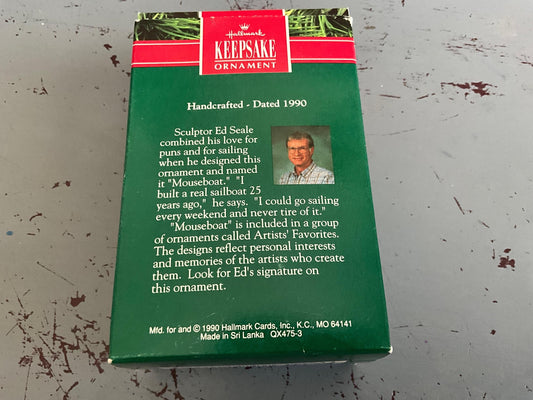 Hallmark
KEEPSAKE
ORNAMENT
Handcrafted - Dated 1990
Sculptor Ed Seale
combined his love for
puns and for sailing
when he designed this
ornament and named
it "Mouseboat." "I
built a real sailboat 25
years ago," he says. "I could go sailing
every weekend and never tire of it."
"Mouseboat" is included in a group
of ornaments called Artists' Favorites.
The designs reflect personal interests
and memories of the artists who create
them. Look for Ed's signature on
this ornament.
Mfd. for and © 1990 Hallmark Cards, Inc., K.C., MO 64141
Made in Sri Lanka QX475-3